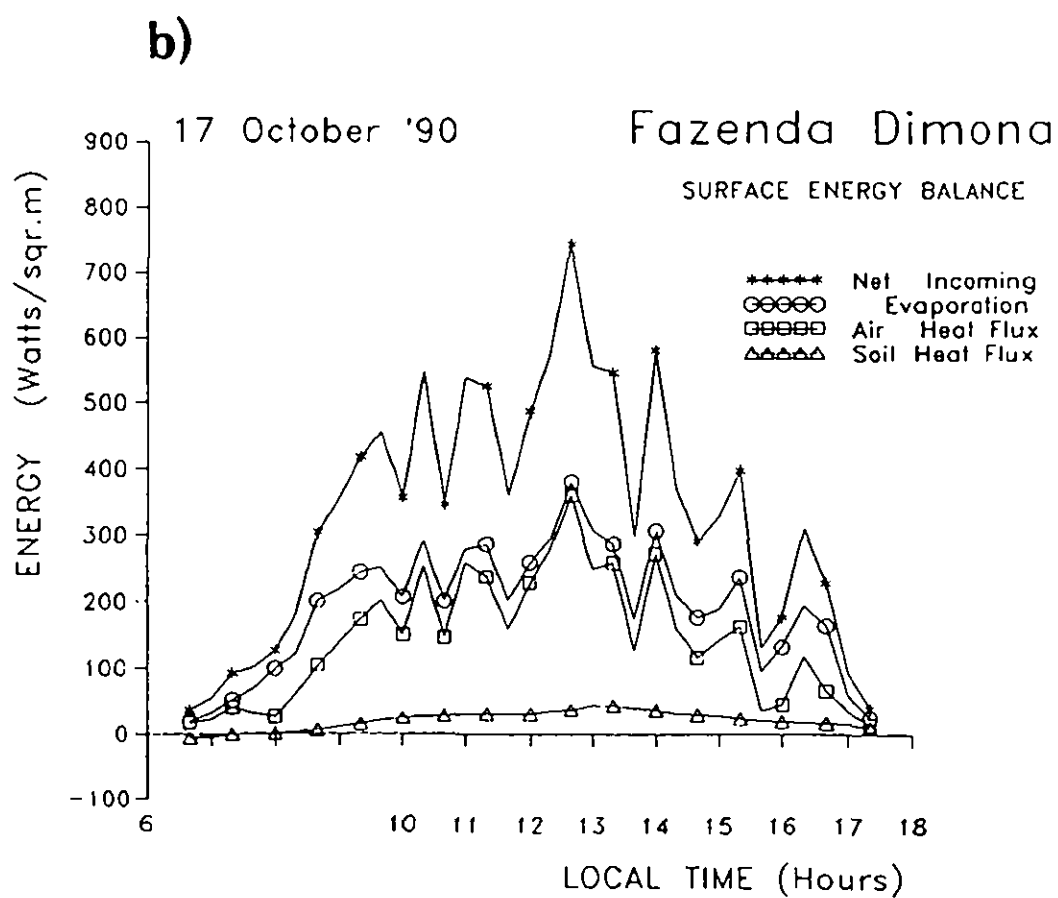 b)
17 October '90
Fazenda Dimona
SURFACE ENERGY BALANCE
Net Incoming
Evaporation
Air Heat Flux
Soil Heat Flux
ENERGY (Watts/sqr.m)
900
800
700
600
500
400
300
200
100
0
-100
6 10 11 12 13 14 15 16 17 18
LOCAL TIME (Hours)